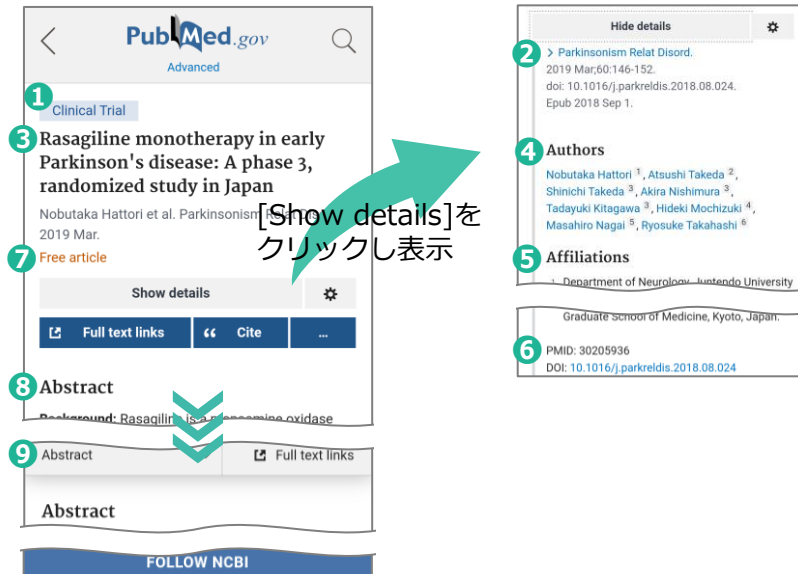 PubMed.gov
Advanced
1
Clinical Trial
3 Rasagiline monotherapy in early
Parkinson's disease: A phase 3,
randomized study in Japan
Nobutaka Hattori et al. Parkinsonism Relat Dis
2019 Mar.
7 Free article
Show details
Full text links
Cite
...
8 Abstract
Background: Rasagiline is a monoamine oxidase
9 Abstract
Full text links
Abstract
FOLLOW NCBI
[Show details]を
クリックし表示
Hide details
2 > Parkinsonism Relat Disord.
2019 Mar;60:146-152.
doi: 10.1016/j.parkreldis.2018.08.024.
Epub 2018 Sep 1.
4 Authors
Nobutaka Hattori 1, Atsushi Takeda 2,
Shinichi Takeda 3, Akira Nishimura 3,
Tadayuki Kitagawa 3, Hideki Mochizuki 4,
Masahiro Nagai 5, Ryosuke Takahashi 6
5 Affiliations
1 Department of Neurology, Juntendo University
Graduate School of Medicine, Kyoto, Japan.
6 PMID: 30205936
DOI: 10.1016/j.parkreldis.2018.08.024